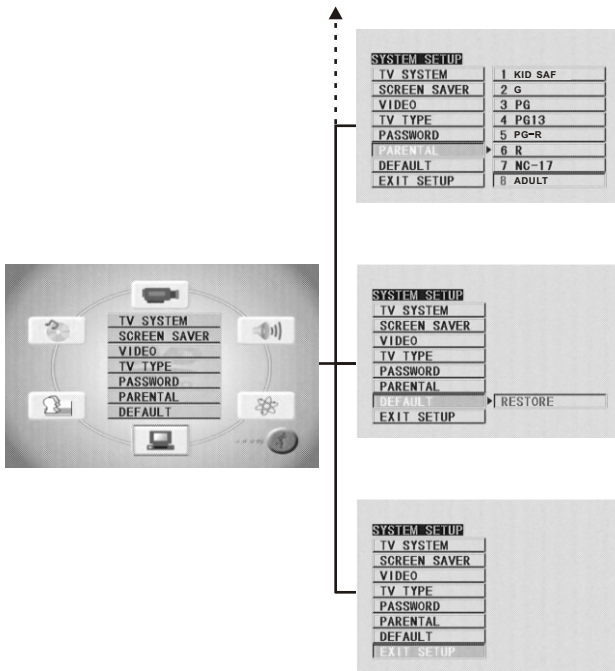 SYSTEM SETUP
TV SYSTEM
SCREEN SAVER
VIDEO
TV TYPE
PASSWORD
PARENTAL
DEFAULT
EXIT SETUP
1 KID SAF
2 G
3 PG
4 PG13
5 PG-R
6 R
7 NC-17
8 ADULT
TV SYSTEM
SCREEN SAVER
VIDEO
TV TYPE
PASSWORD
PARENTAL
DEFAULT
SYSTEM SETUP
TV SYSTEM
SCREEN SAVER
VIDEO
TV TYPE
PASSWORD
PARENTAL
DEFAULT
EXIT SETUP
RESTORE
SYSTEM SETUP
TV SYSTEM
SCREEN SAVER
VIDEO
TV TYPE
PASSWORD
PARENTAL
DEFAULT
EXIT SETUP